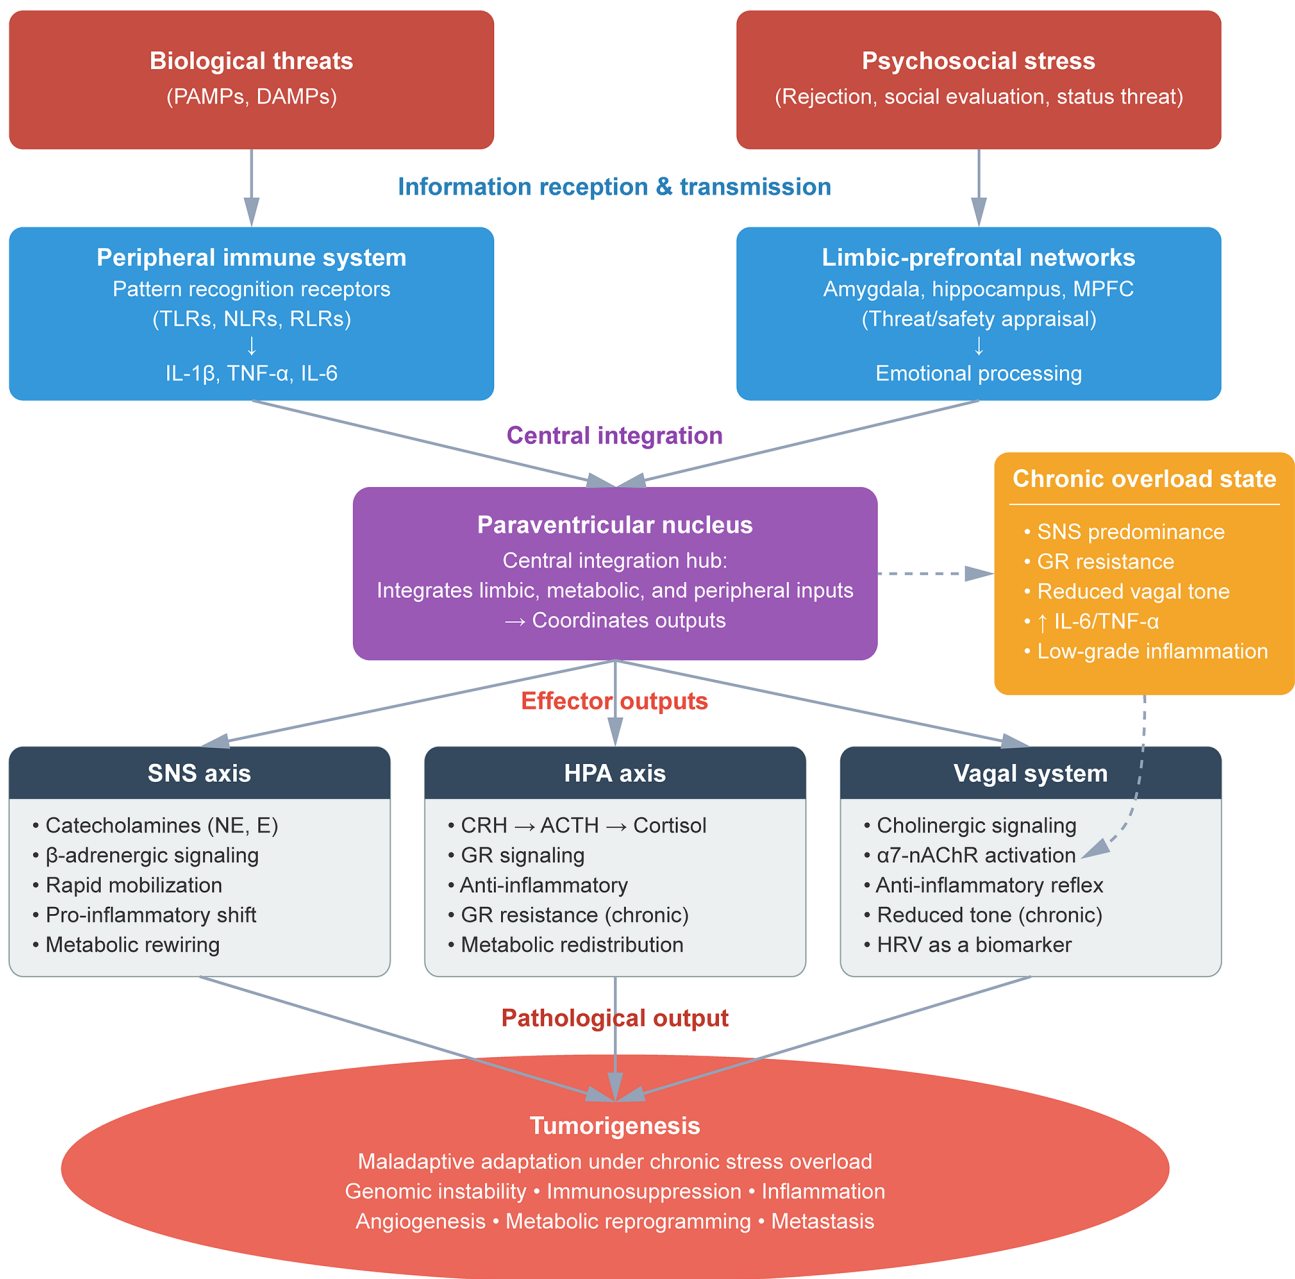 Biological threats
(PAMPs, DAMPs)
Psychosocial stress
(Rejection, social evaluation, status threat)
Information reception & transmission
Peripheral immune system
Pattern recognition receptors
(TLRs, NLRs, RLRs)
↓
IL-1β, TNF-α, IL-6
Limbic-prefrontal networks
Amygdala, hippocampus, MPFC
(Threat/safety appraisal)
↓
Emotional processing
Central integration
Paraventricular nucleus
Central integration hub:
Integrates limbic, metabolic, and peripheral inputs
→ Coordinates outputs
Chronic overload state
• SNS predominance
• GR resistance
• Reduced vagal tone
• ↑ IL-6/TNF-α
• Low-grade inflammation
Effector outputs
SNS axis
• Catecholamines (NE, E)
• β-adrenergic signaling
• Rapid mobilization
• Pro-inflammatory shift
• Metabolic rewiring
HPA axis
• CRH → ACTH → Cortisol
• GR signaling
• Anti-inflammatory
• GR resistance (chronic)
• Metabolic redistribution
Vagal system
• Cholinergic signaling
• α7-nAChR activation
• Anti-inflammatory reflex
• Reduced tone (chronic)
• HRV as a biomarker
Pathological output
Tumorigenesis
Maladaptive adaptation under chronic stress overload
Genomic instability • Immunosuppression • Inflammation
Angiogenesis • Metabolic reprogramming • Metastasis